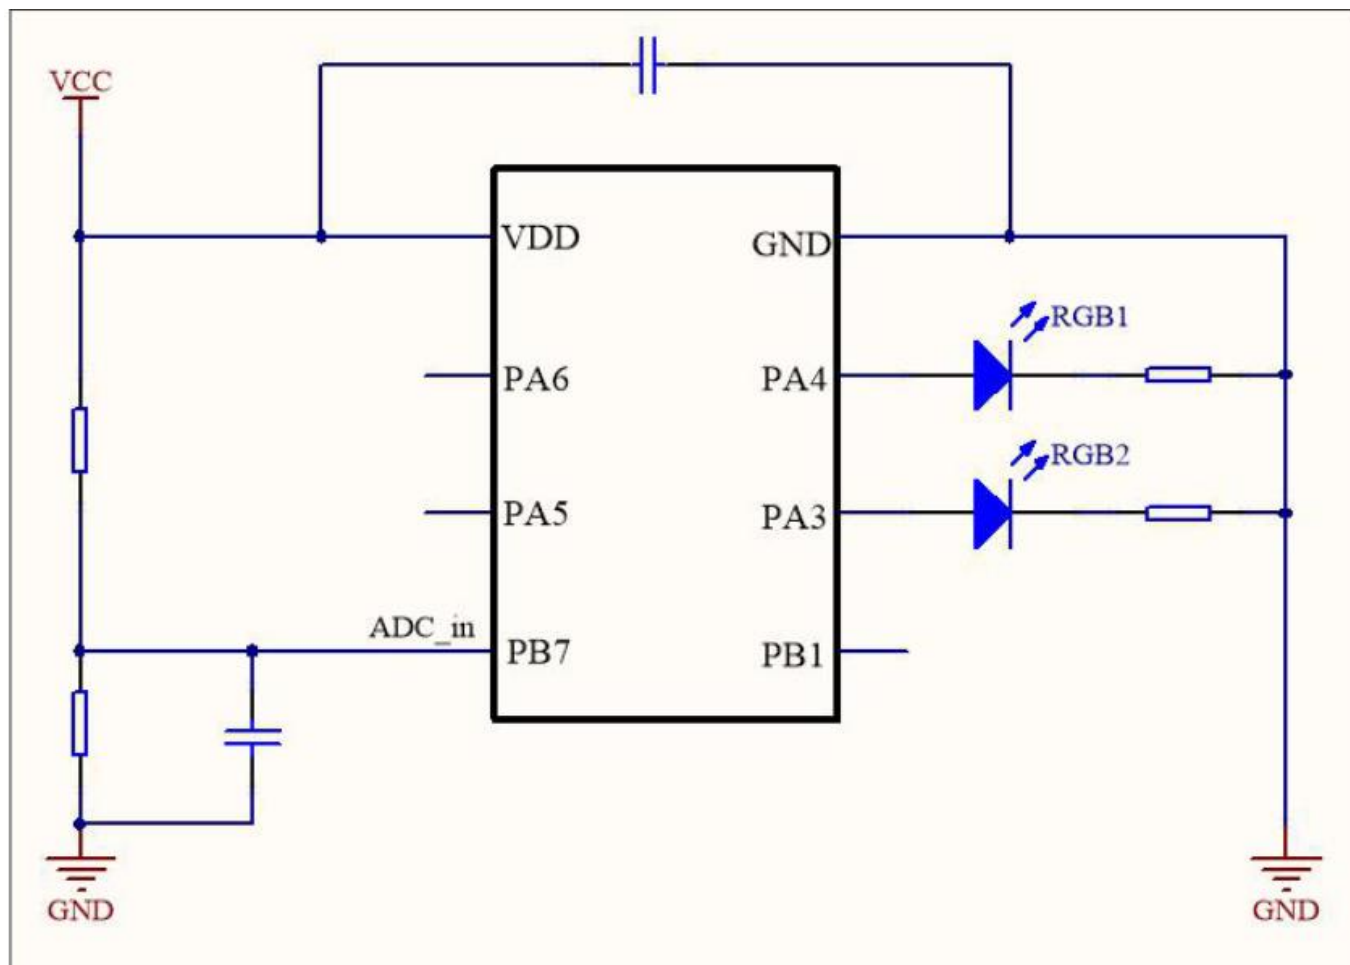 VCC
VDD
GND
RGB1
PA6
PA4
RGB2
PA5
PA3
ADC_in
PB7
PB1
GND
GND